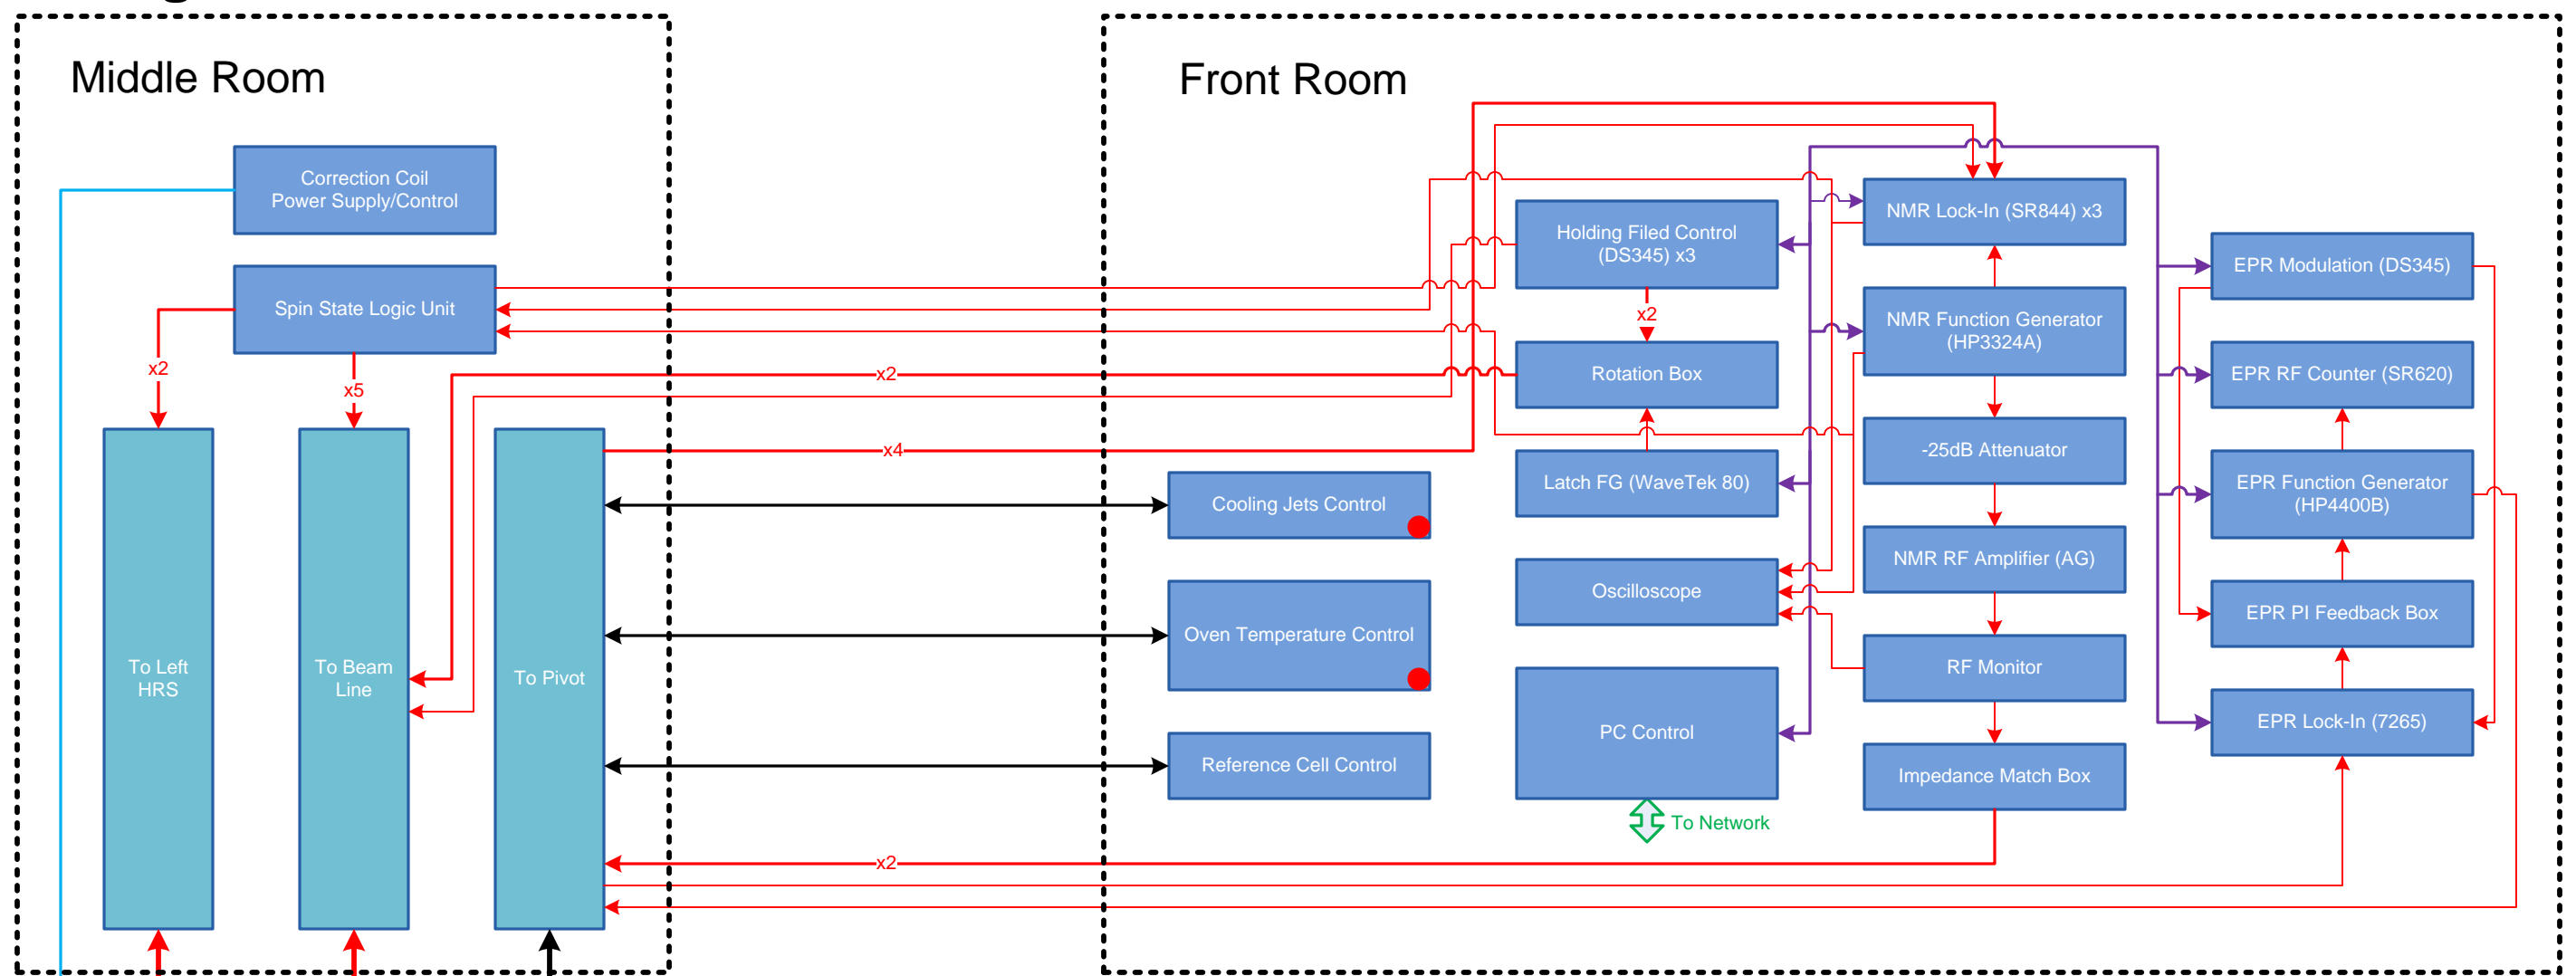 Middle Room
Front Room
Correction Coil
Power Supply/Control
Spin State Logic Unit
x2
x5
To Left
HRS
To Beam
Line
To Pivot
x2
x4
x2
Cooling Jets Control
Oven Temperature Control
Reference Cell Control
Holding Filed Control
(DS345) x3
x2
Rotation Box
Latch FG (WaveTek 80)
Oscilloscope
PC Control
To Network
NMR Lock-In (SR844) x3
NMR Function Generator
(HP3324A)
-25dB Attenuator
NMR RF Amplifier (AG)
RF Monitor
Impedance Match Box
EPR Modulation (DS345)
EPR RF Counter (SR620)
EPR Function Generator
(HP4400B)
EPR PI Feedback Box
EPR Lock-In (7265)